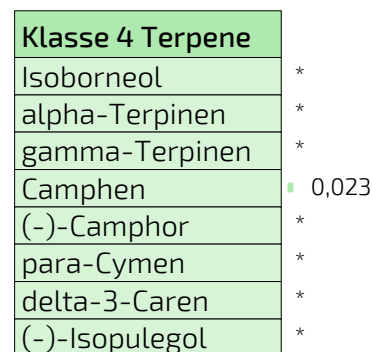 Klasse 4 Terpene
Isoborneol *
alpha-Terpinen *
gamma-Terpinen *
Camphen 0,023
(-)-Camphor *
para-Cymen *
delta-3-Caren *
(-)-Isopulegol *